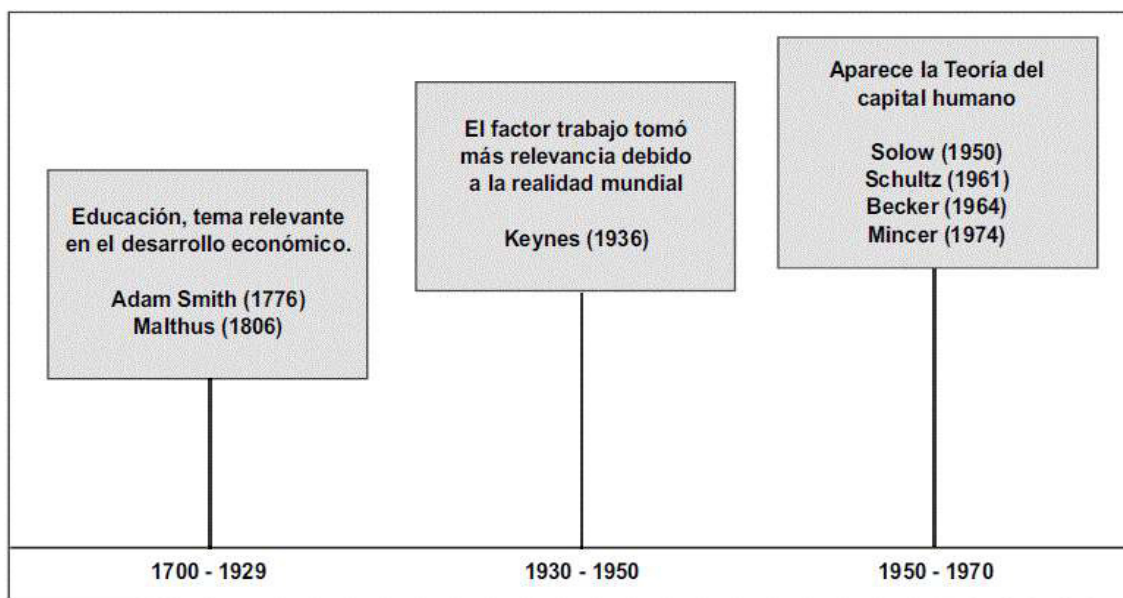 Educación, tema relevante
en el desarrollo económico.
Adam Smith (1776)
Malthus (1806)
El factor trabajo tomó
más relevancia debido
a la realidad mundial
Keynes (1936)
Aparece la Teoría del
capital humano
Solow (1950)
Schultz (1961)
Becker (1964)
Mincer (1974)
1700 - 1929
1930 - 1950
1950 - 1970